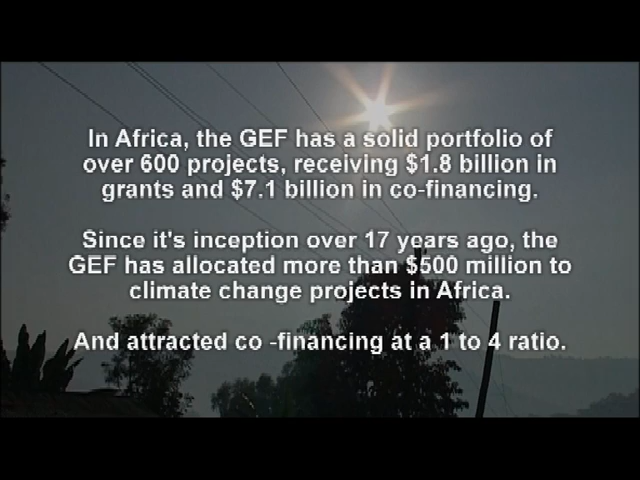 In Africa, the GEF has a solid portfolio of
over 600 projects, receiving $1.8 billion in
grants and $7.1 billion in co-financing.
Since it's inception over 17 years ago, the
GEF has allocated more than $500 million to
climate change projects in Africa.
And attracted co -financing at a 1 to 4 ratio.